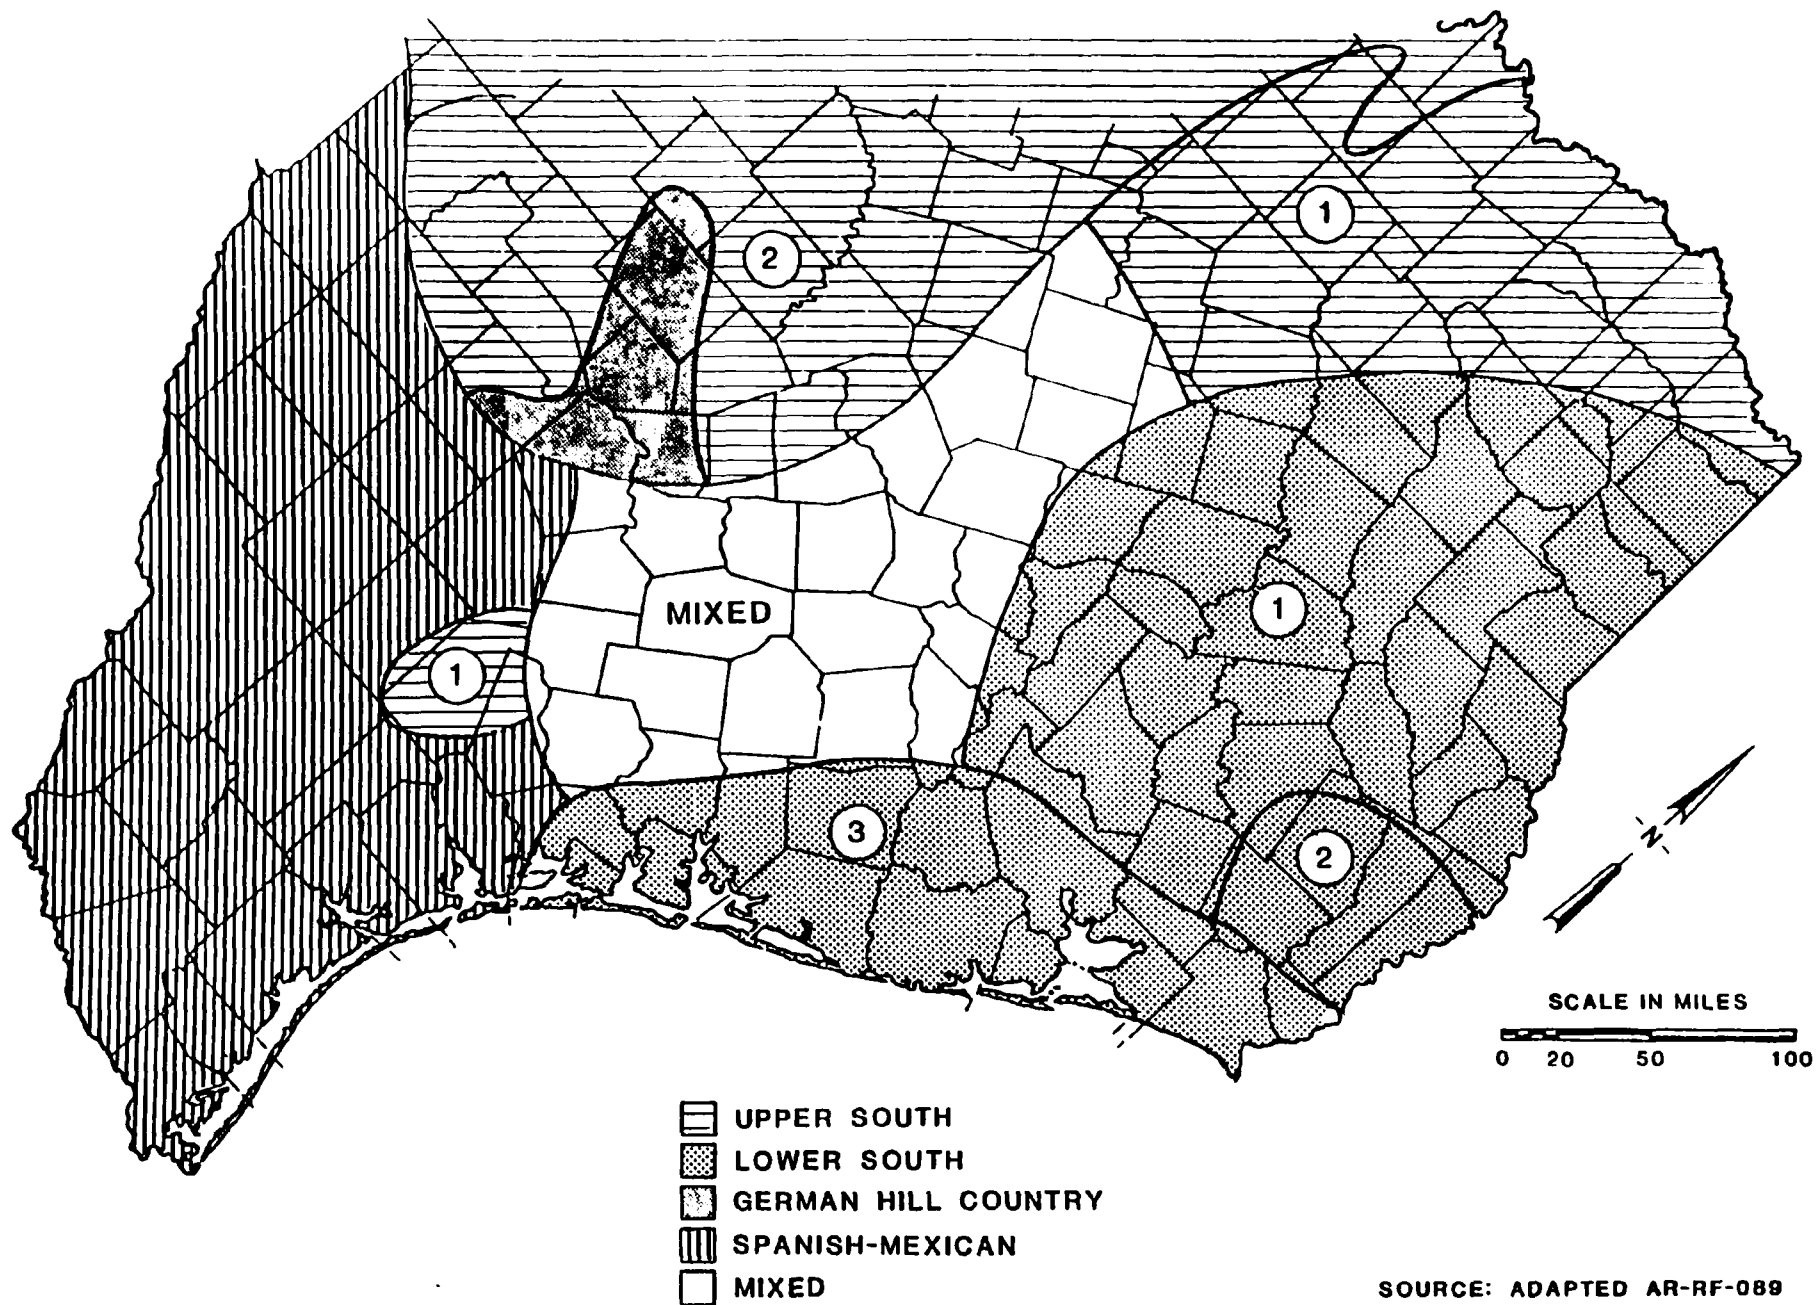 1
2
MIXED
1
1
3
2
N
SCALE IN MILES
0 20 50 100
UPPER SOUTH
LOWER SOUTH
GERMAN HILL COUNTRY
SPANISH-MEXICAN
MIXED
SOURCE: ADAPTED AR-RF-089